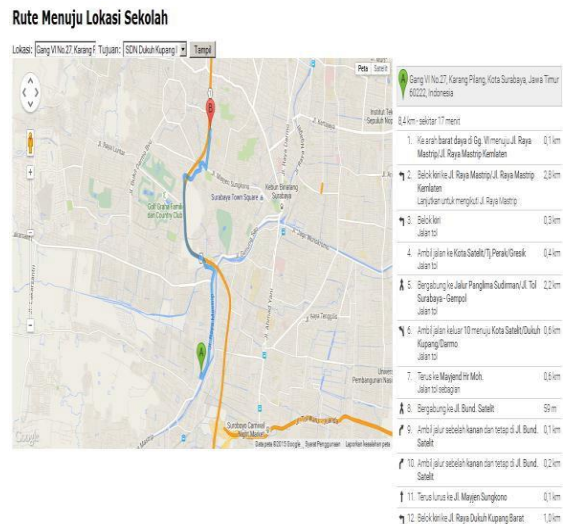 Rute Menuju Lokasi Sekolah
Lokasi: Gang VI No.27, Karang P Tujuan: SDN Dukuh Kupang I Tampil
Peta Satelit
A
B
Surabaya Town Square
Kebun Binatang
Surabaya
Golf Graha Famili
dan Country Club
Surabaya Carnival
Night Market
Google
Data peta ©2015 Google Syarat Penggunaan Laporkan kesalahan peta
A Gang VI No.27, Karang Pilang, Kota Surabaya, Jawa Timur
60222, Indonesia
8,4 km - sekitar 17 menit
1. Ke arah barat daya di Gg. VI menuju Jl. Raya 0,1 km
Mastrip/Jl. Raya Mastrip Kemlaten
2. Belok kiri ke Jl. Raya Mastrip/Jl. Raya Mastrip 2,8 km
Kemlaten
Lanjutkan untuk mengikuti Jl. Raya Mastrip
3. Belok kiri 0,3 km
Jalan tol
4. Ambil jalan ke Kota Satelit/Tj. Perak/Gresik 0,4 km
Jalan tol
5. Bergabung ke Jalur Panglima Sudirman/Jl. Tol 2,2 km
Surabaya - Gempol
Jalan tol
6. Ambil jalan keluar 10 menuju Kota Satelit/Dukuh 0,6 km
Kupang/Darmo
Jalan tol
7. Terus ke Mayjend Hr Moh. 0,6 km
Jalan tol sebagian
8. Bergabung ke Jl. Bund. Satelit 59 m
9. Ambil jalur sebelah kanan dan tetap di Jl. Bund. 0,1 km
Satelit
10. Ambil jalur sebelah kanan dan tetap di Jl. Bund. 0,2 km
Satelit
11. Terus lurus ke Jl. Mayjen Sungkono 0,1 km
12. Belok kiri ke Jl. Raya Dukuh Kupang Barat 1,0 km